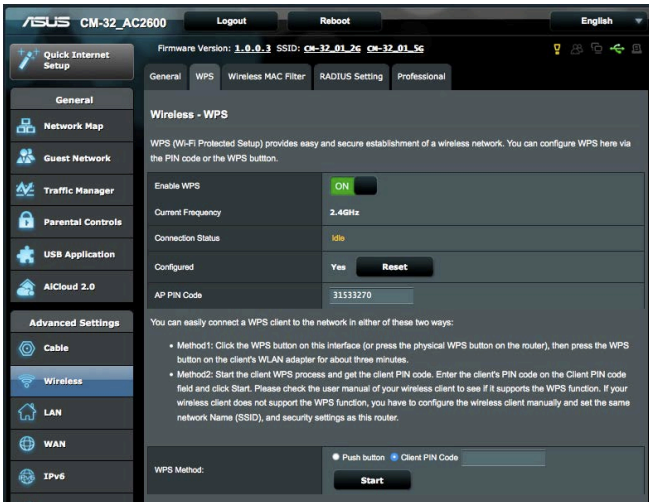 ASUS CM-32_AC2600 Logout Reboot English
Quick Internet Setup
Firmware Version: 1.0.0.3 SSID: CM-32_01_2G CM-32_01_5G
General WPS Wireless MAC Filter RADIUS Setting Professional
General
Network Map
Guest Network
Traffic Manager
Parental Controls
USB Application
AiCloud 2.0
Advanced Settings
Cable
Wireless
LAN
WAN
IPv6
Wireless - WPS
WPS (Wi-Fi Protected Setup) provides easy and secure establishment of a wireless network. You can configure WPS here via
the PIN code or the WPS buttton.
Enable WPS ON
Current Frequency 2.4GHz
Connection Status Idle
Configured Yes Reset
AP PIN Code 31533270
You can easily connect a WPS client to the network in either of these two ways:
• Method1: Click the WPS button on this interface (or press the physical WPS button on the router), then press the WPS
button on the client's WLAN adapter for about three minutes.
• Method2: Start the client WPS process and get the client PIN code. Enter the client's PIN code on the Client PIN code
field and click Start. Please check the user manual of your wireless client to see if it supports the WPS function. If your
wireless client does not support the WPS function, you have to configure the wireless client manually and set the same
network Name (SSID), and security settings as this router.
WPS Method: Push button Client PIN Code
Start